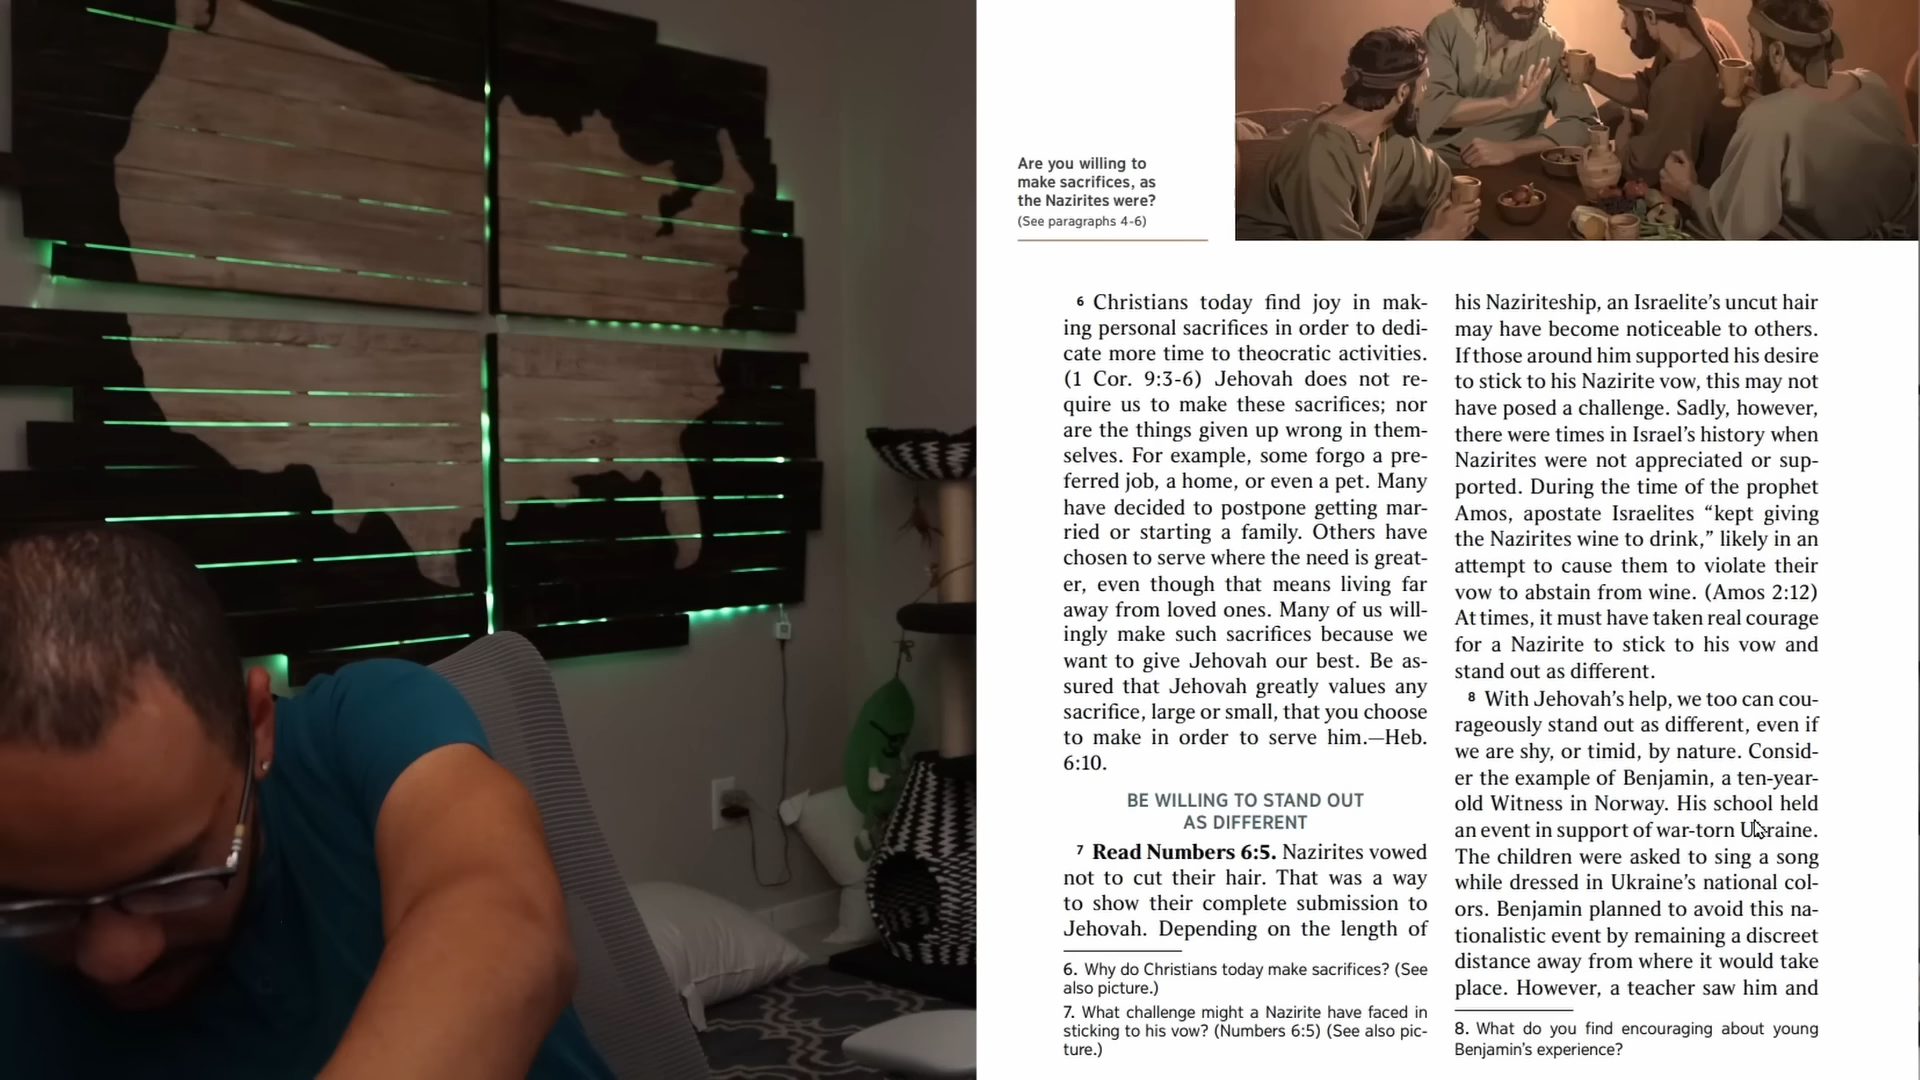 Are you willing to
make sacrifices, as
the Nazirites were?
(See paragraphs 4-6)
6 Christians today find joy in mak-
ing personal sacrifices in order to dedi-
cate more time to theocratic activities.
(1 Cor. 9:3-6) Jehovah does not re-
quire us to make these sacrifices; nor
are the things given up wrong in them-
selves. For example, some forgo a pre-
ferred job, a home, or even a pet. Many
have decided to postpone getting mar-
ried or starting a family. Others have
chosen to serve where the need is great-
er, even though that means living far
away from loved ones. Many of us will-
ingly make such sacrifices because we
want to give Jehovah our best. Be as-
sured that Jehovah greatly values any
sacrifice, large or small, that you choose
to make in order to serve him.—Heb.
6:10.
BE WILLING TO STAND OUT
AS DIFFERENT
7 Read Numbers 6:5. Nazirites vowed
not to cut their hair. That was a way
to show their complete submission to
Jehovah. Depending on the length of
6. Why do Christians today make sacrifices? (See
also picture.)
7. What challenge might a Nazirite have faced in
sticking to his vow? (Numbers 6:5) (See also pic-
ture.)
his Naziriteship, an Israelite’s uncut hair
may have become noticeable to others.
If those around him supported his desire
to stick to his Nazirite vow, this may not
have posed a challenge. Sadly, however,
there were times in Israel’s history when
Nazirites were not appreciated or sup-
ported. During the time of the prophet
Amos, apostate Israelites “kept giving
the Nazirites wine to drink,” likely in an
attempt to cause them to violate their
vow to abstain from wine. (Amos 2:12)
At times, it must have taken real courage
for a Nazirite to stick to his vow and
stand out as different.
8 With Jehovah’s help, we too can cou-
rageously stand out as different, even if
we are shy, or timid, by nature. Consid-
er the example of Benjamin, a ten-year-
old Witness in Norway. His school held
an event in support of war-torn Ukraine.
The children were asked to sing a song
while dressed in Ukraine’s national col-
ors. Benjamin planned to avoid this na-
tionalistic event by remaining a discreet
distance away from where it would take
place. However, a teacher saw him and
8. What do you find encouraging about young
Benjamin’s experience?